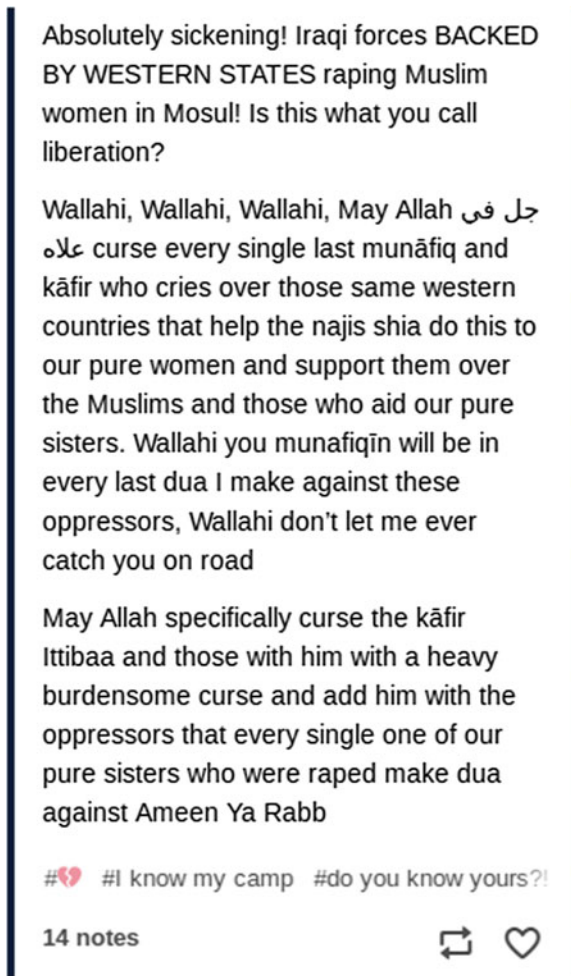 Absolutely sickening! Iraqi forces BACKED
BY WESTERN STATES raping Muslim
women in Mosul! Is this what you call
liberation?
Wallahi, Wallahi, Wallahi, May Allah جل في
علاه curse every single last munāfiq and
kāfir who cries over those same western
countries that help the najis shia do this to
our pure women and support them over
the Muslims and those who aid our pure
sisters. Wallahi you munafiqīn will be in
every last dua I make against these
oppressors, Wallahi don't let me ever
catch you on road
May Allah specifically curse the kāfir
Ittibaa and those with him with a heavy
burdensome curse and add him with the
oppressors that every single one of our
pure sisters who were raped make dua
against Ameen Ya Rabb
#💔 #I know my camp #do you know yours?!
14 notes